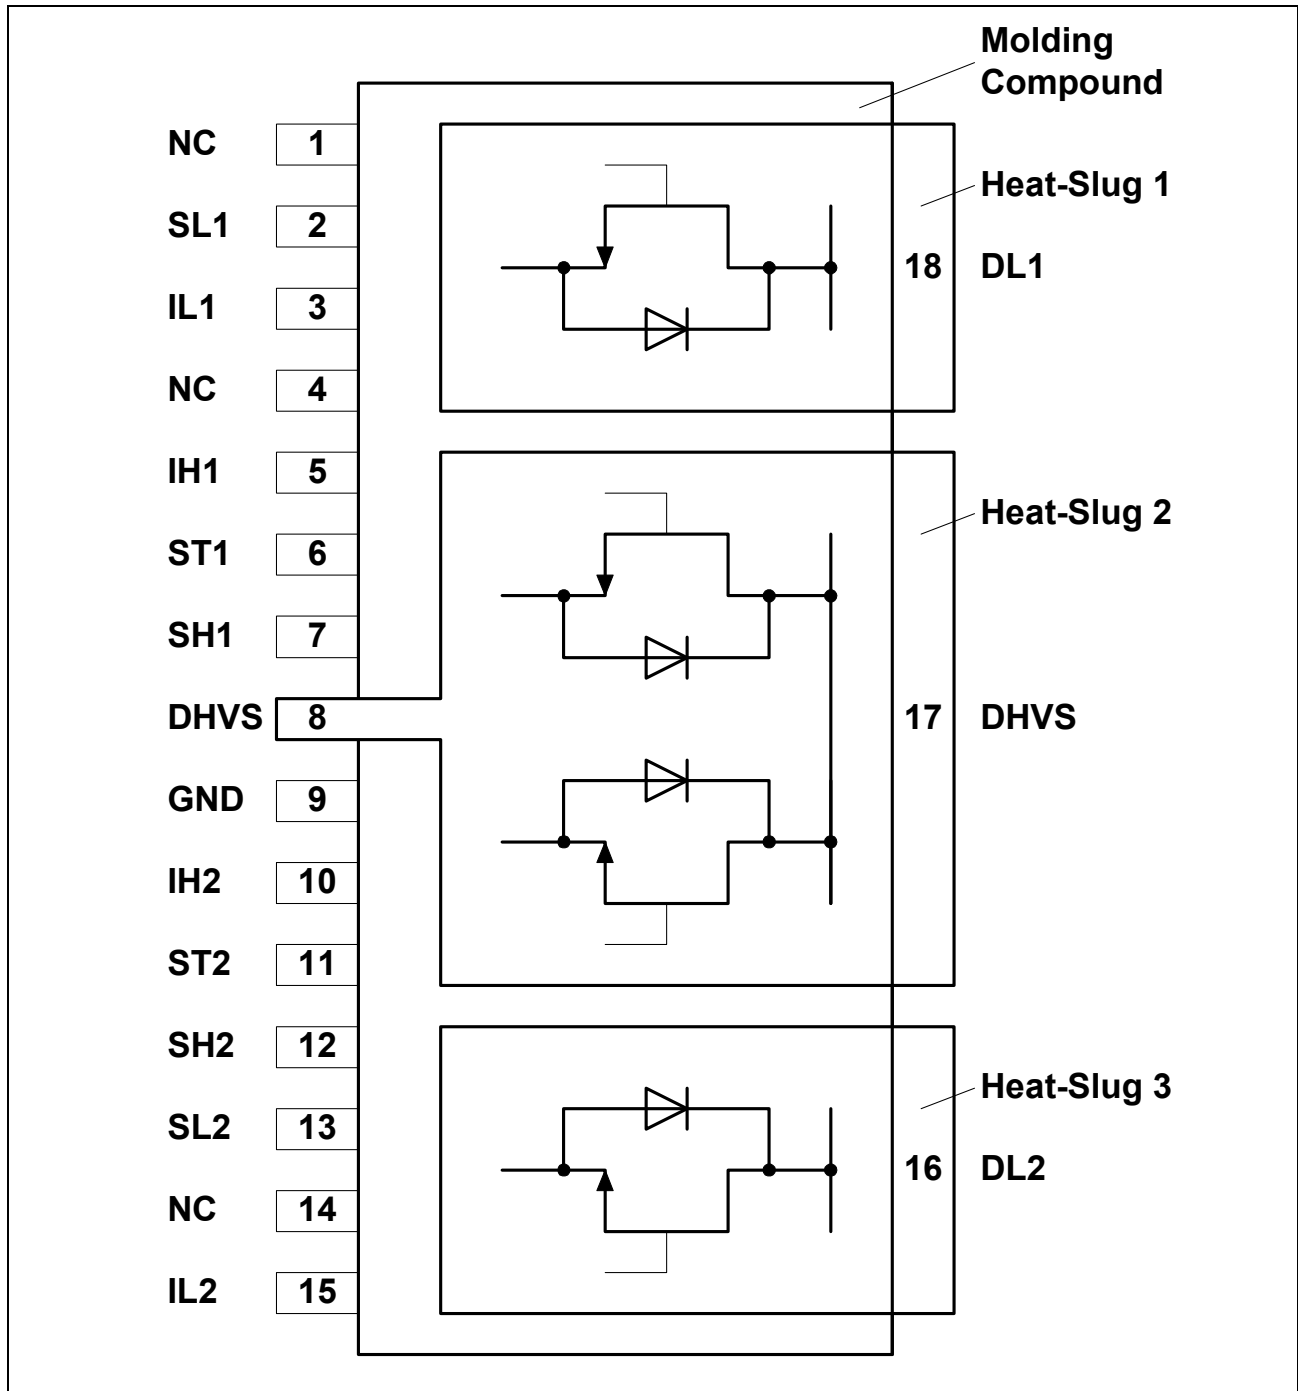 Molding
Compound
NC 1
Heat-Slug 1
SL1 2
18 DL1
IL1 3
NC 4
IH1 5
Heat-Slug 2
ST1 6
SH1 7
DHVS 8 17 DHVS
GND 9
IH2 10
ST2 11
SH2 12
Heat-Slug 3
SL2 13
16 DL2
NC 14
IL2 15